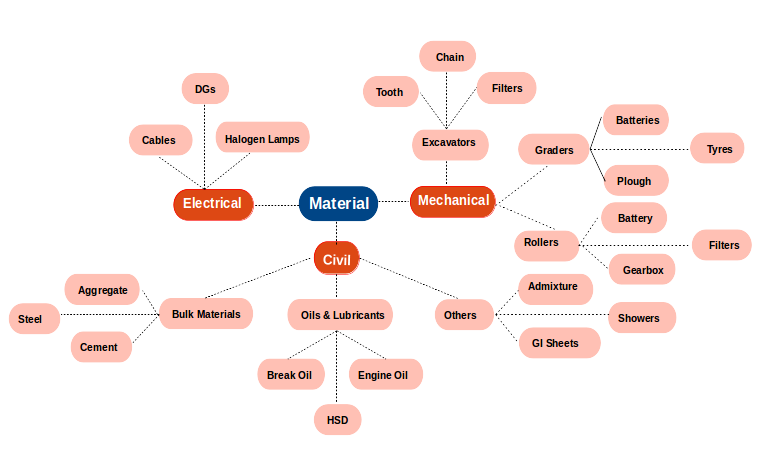 Chain
DGs
Tooth
Filters
Batteries
Cables
Halogen Lamps
Excavators
Graders
Tyres
Plough
Electrical
Material
Mechanical
Battery
Rollers
Filters
Civil
Gearbox
Aggregate
Admixture
Steel
Bulk Materials
Oils & Lubricants
Others
Showers
Cement
GI Sheets
Break Oil
Engine Oil
HSD